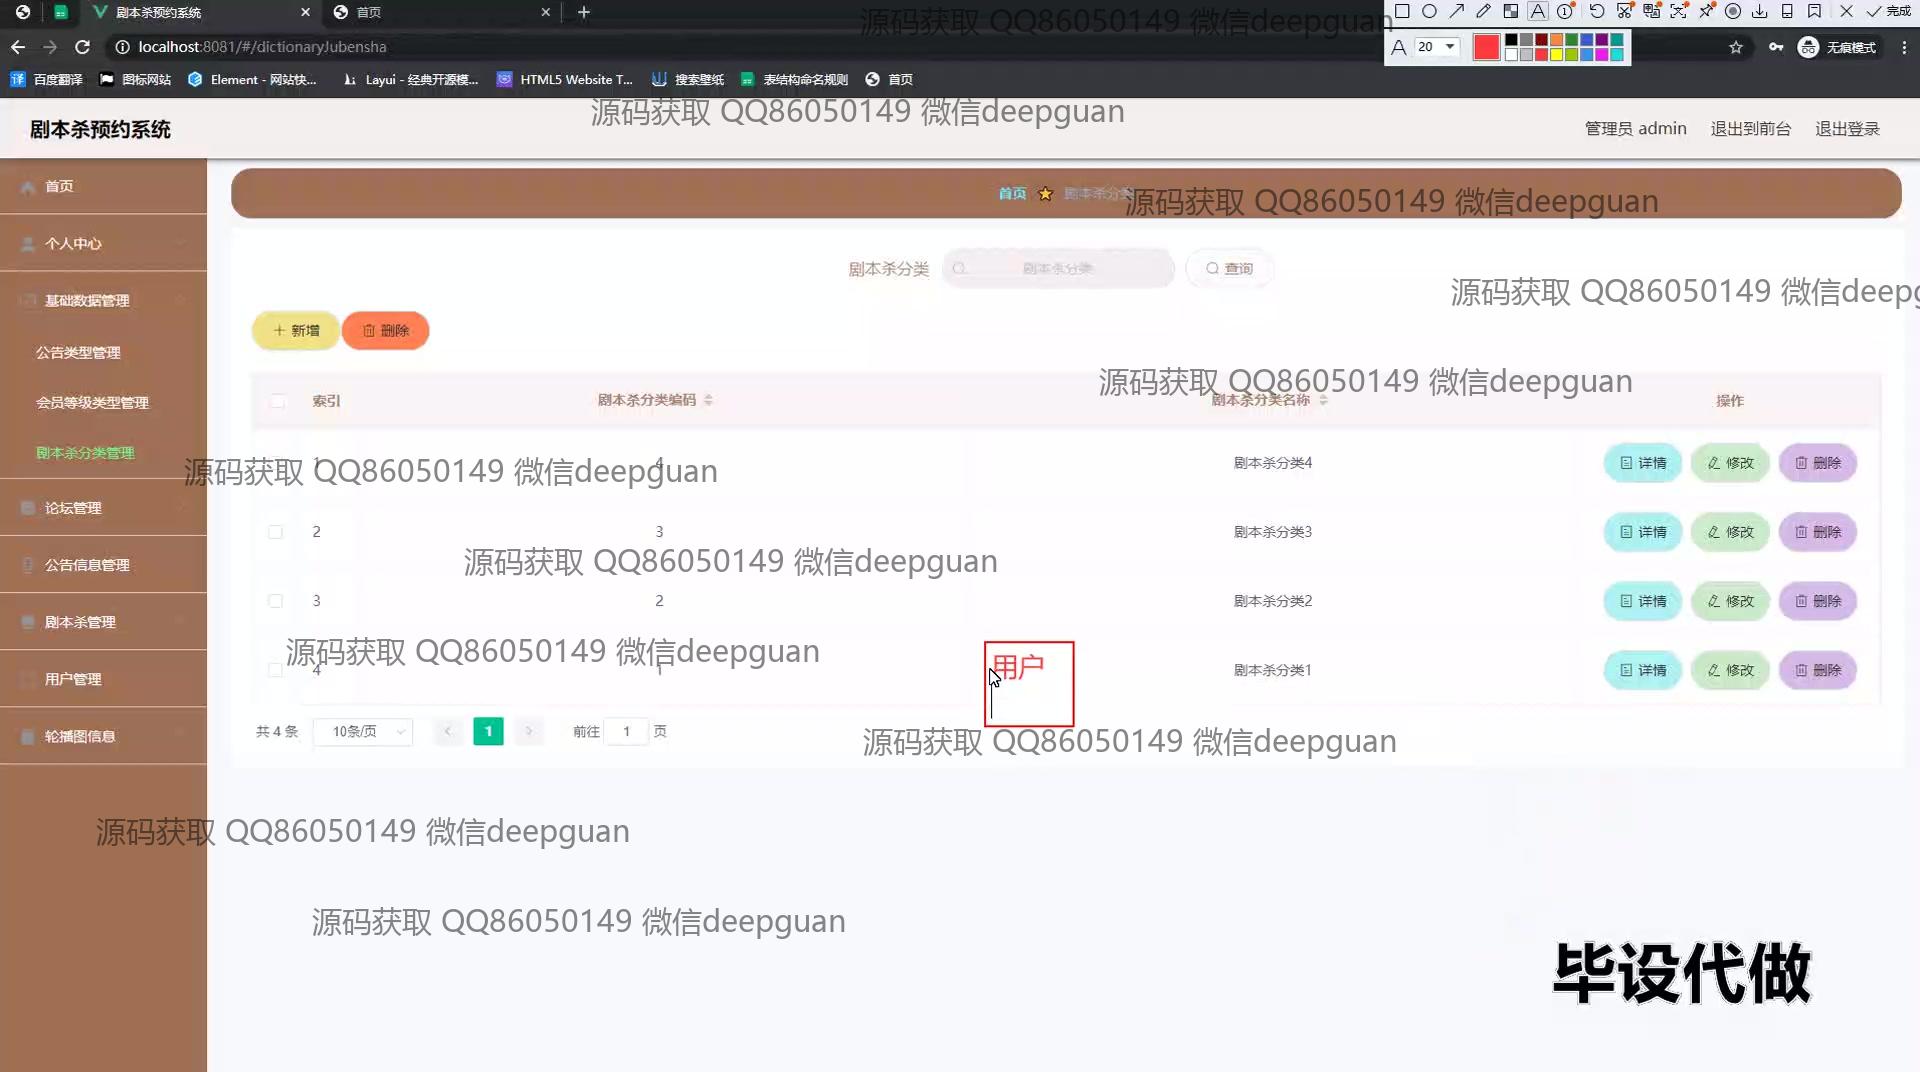 剧本杀预约系统
首页
源码获取 QQ86050149 微信deepguan
完成
localhost:8081/#/dictionaryJubensha
A 20
无痕模式
百度翻译
图标网站
Element - 网站快...
Layui - 经典开源模...
HTML5 Website T...
搜索壁纸
表结构命名规则
首页
源码获取 QQ86050149 微信deepguan
剧本杀预约系统
管理员 admin
退出到前台
退出登录
首页
个人中心
基础数据管理
公告类型管理
会员等级类型管理
剧本杀分类管理
论坛管理
公告信息管理
剧本杀管理
用户管理
轮播图信息
首页
剧本杀分类
源码获取 QQ86050149 微信deepguan
剧本杀分类
剧本杀分类
查询
源码获取 QQ86050149 微信deepg
新增
删除
源码获取 QQ86050149 微信deepguan
索引
剧本杀分类编码
剧本杀分类名称
操作
1 4 剧本杀分类4 详情 修改 删除
源码获取 QQ86050149 微信deepguan
2 3 剧本杀分类3 详情 修改 删除
源码获取 QQ86050149 微信deepguan
3 2 剧本杀分类2 详情 修改 删除
源码获取 QQ86050149 微信deepguan
4 1 剧本杀分类1 详情 修改 删除
用户
共 4 条 10条/页 1 前往 1 页
源码获取 QQ86050149 微信deepguan
源码获取 QQ86050149 微信deepguan
源码获取 QQ86050149 微信deepguan
毕设代做